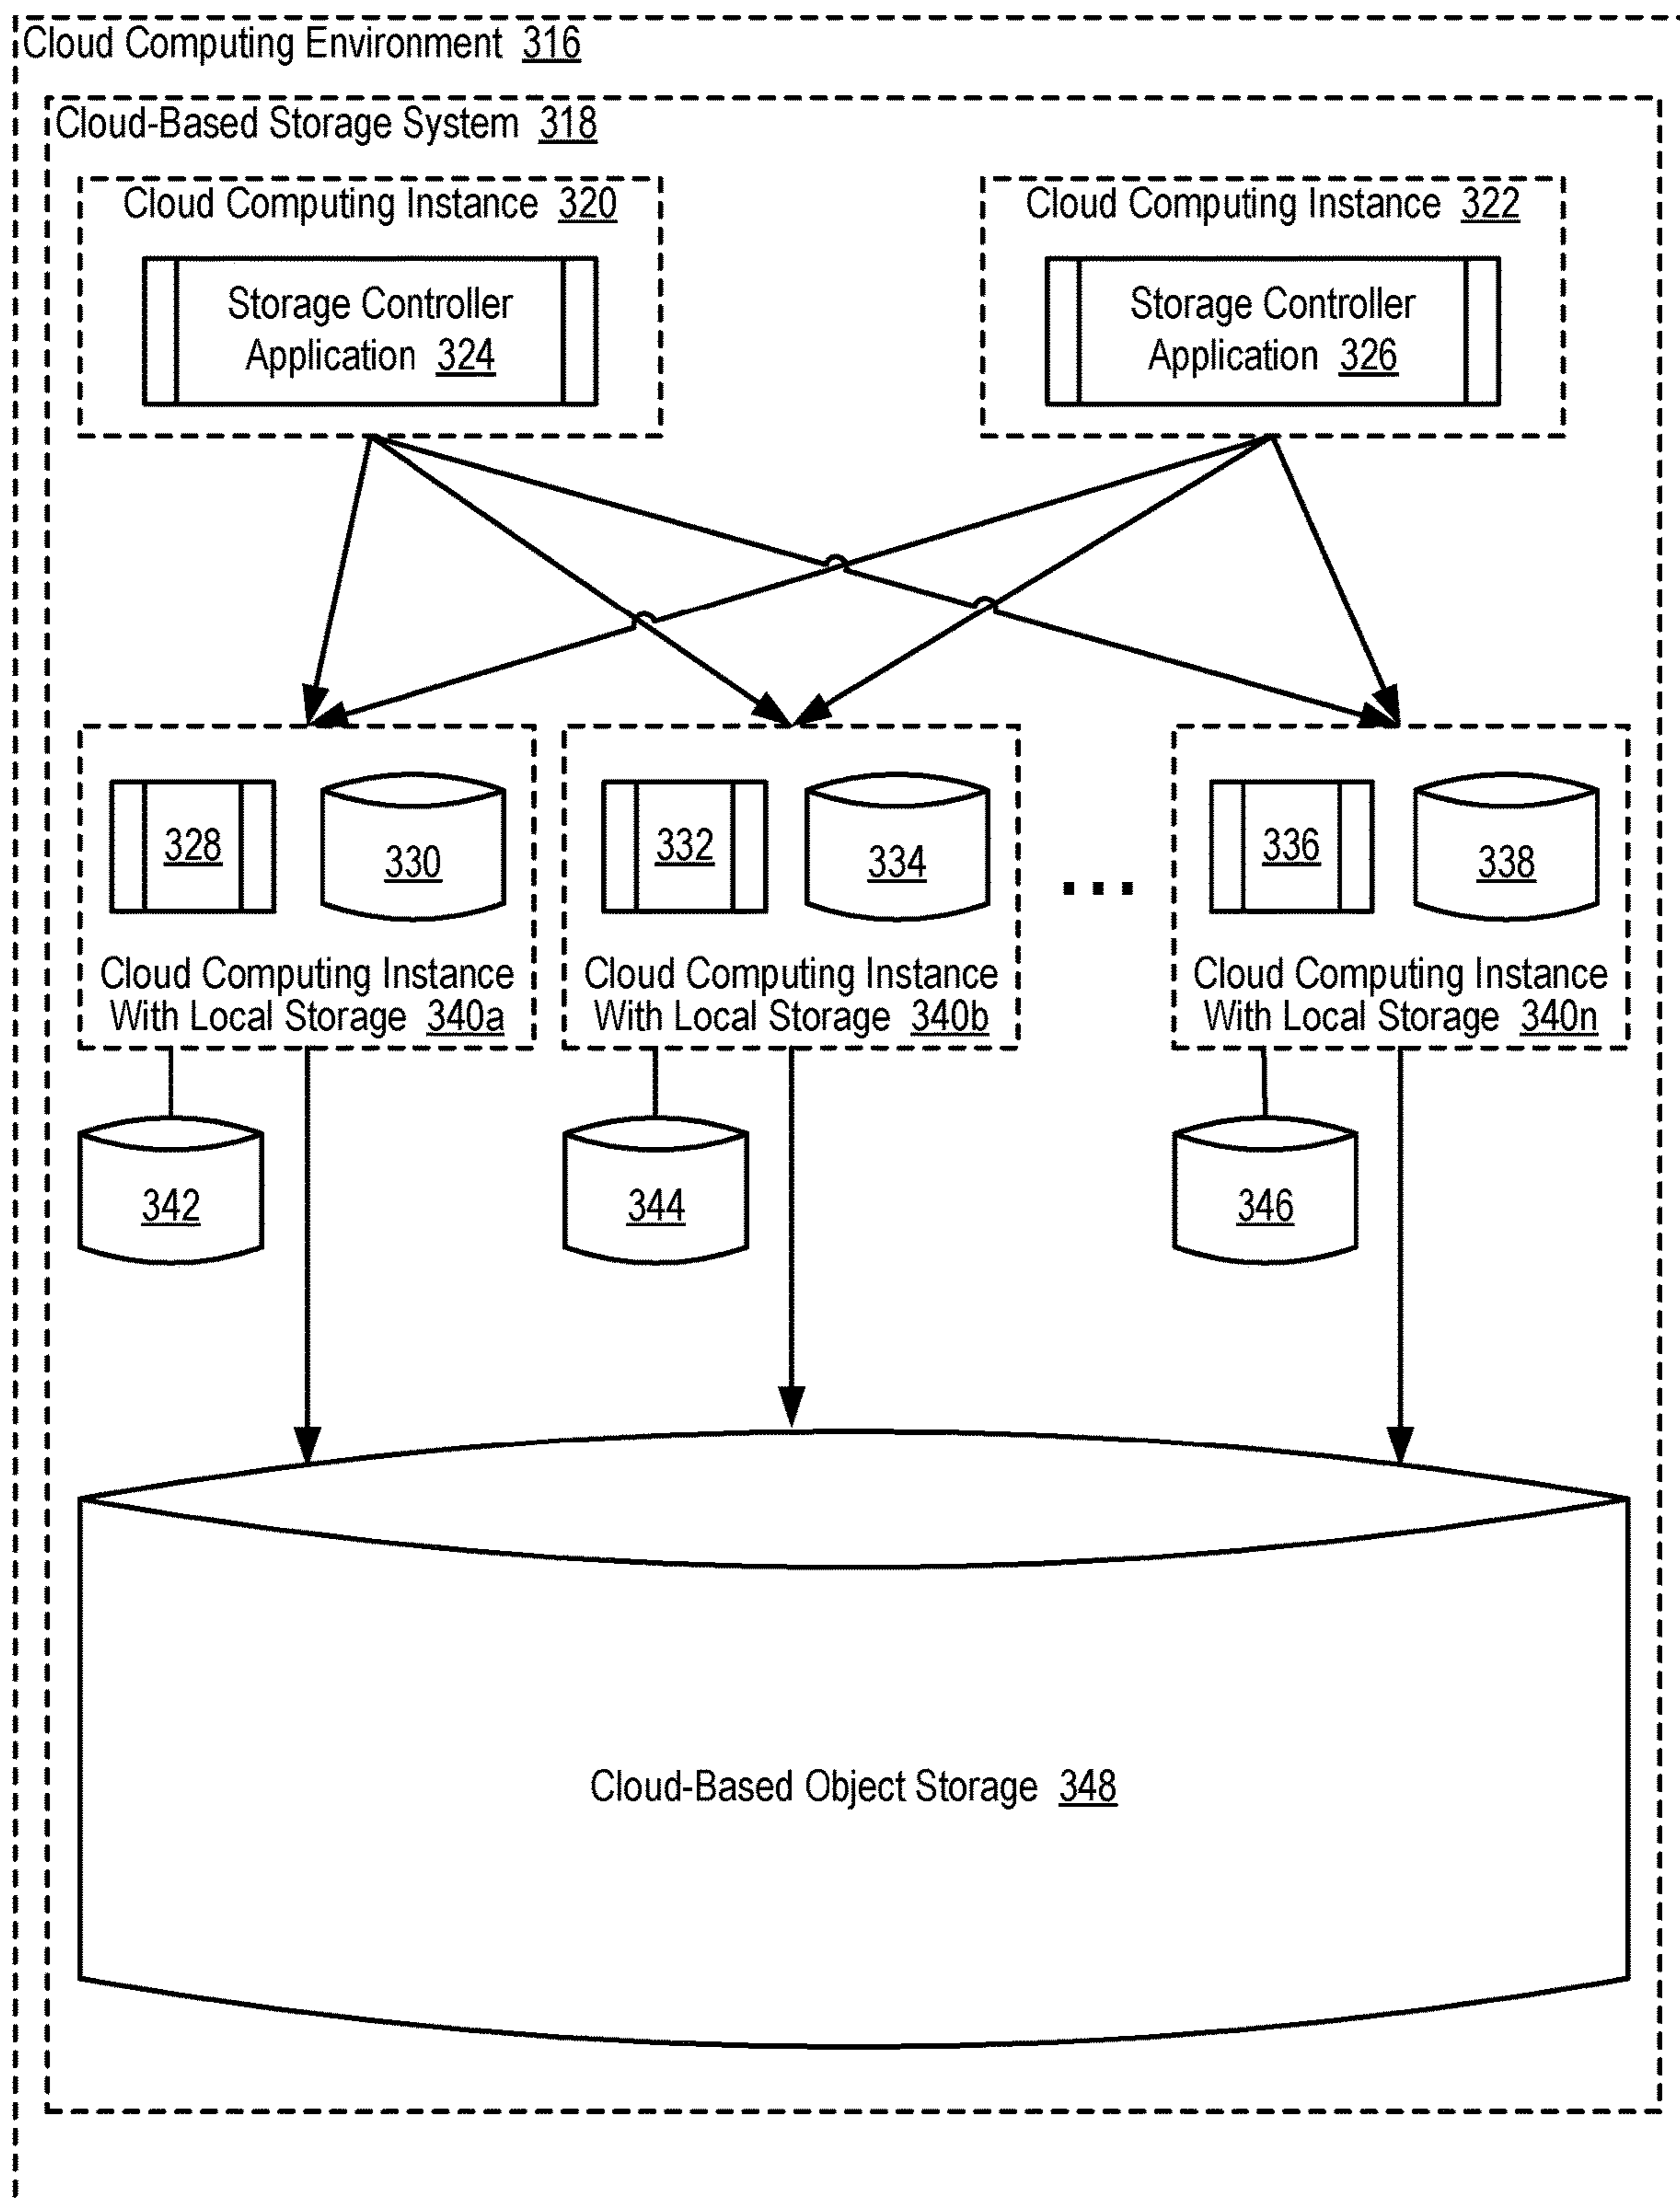 Cloud Computing Environment 316
Cloud-Based Storage System 318
Cloud Computing Instance 320
Storage Controller
Application 324
Cloud Computing Instance 322
Storage Controller
Application 326
328
330
Cloud Computing Instance
With Local Storage 340a
332
334
Cloud Computing Instance
With Local Storage 340b
...
336
338
Cloud Computing Instance
With Local Storage 340n
342
344
346
Cloud-Based Object Storage 348